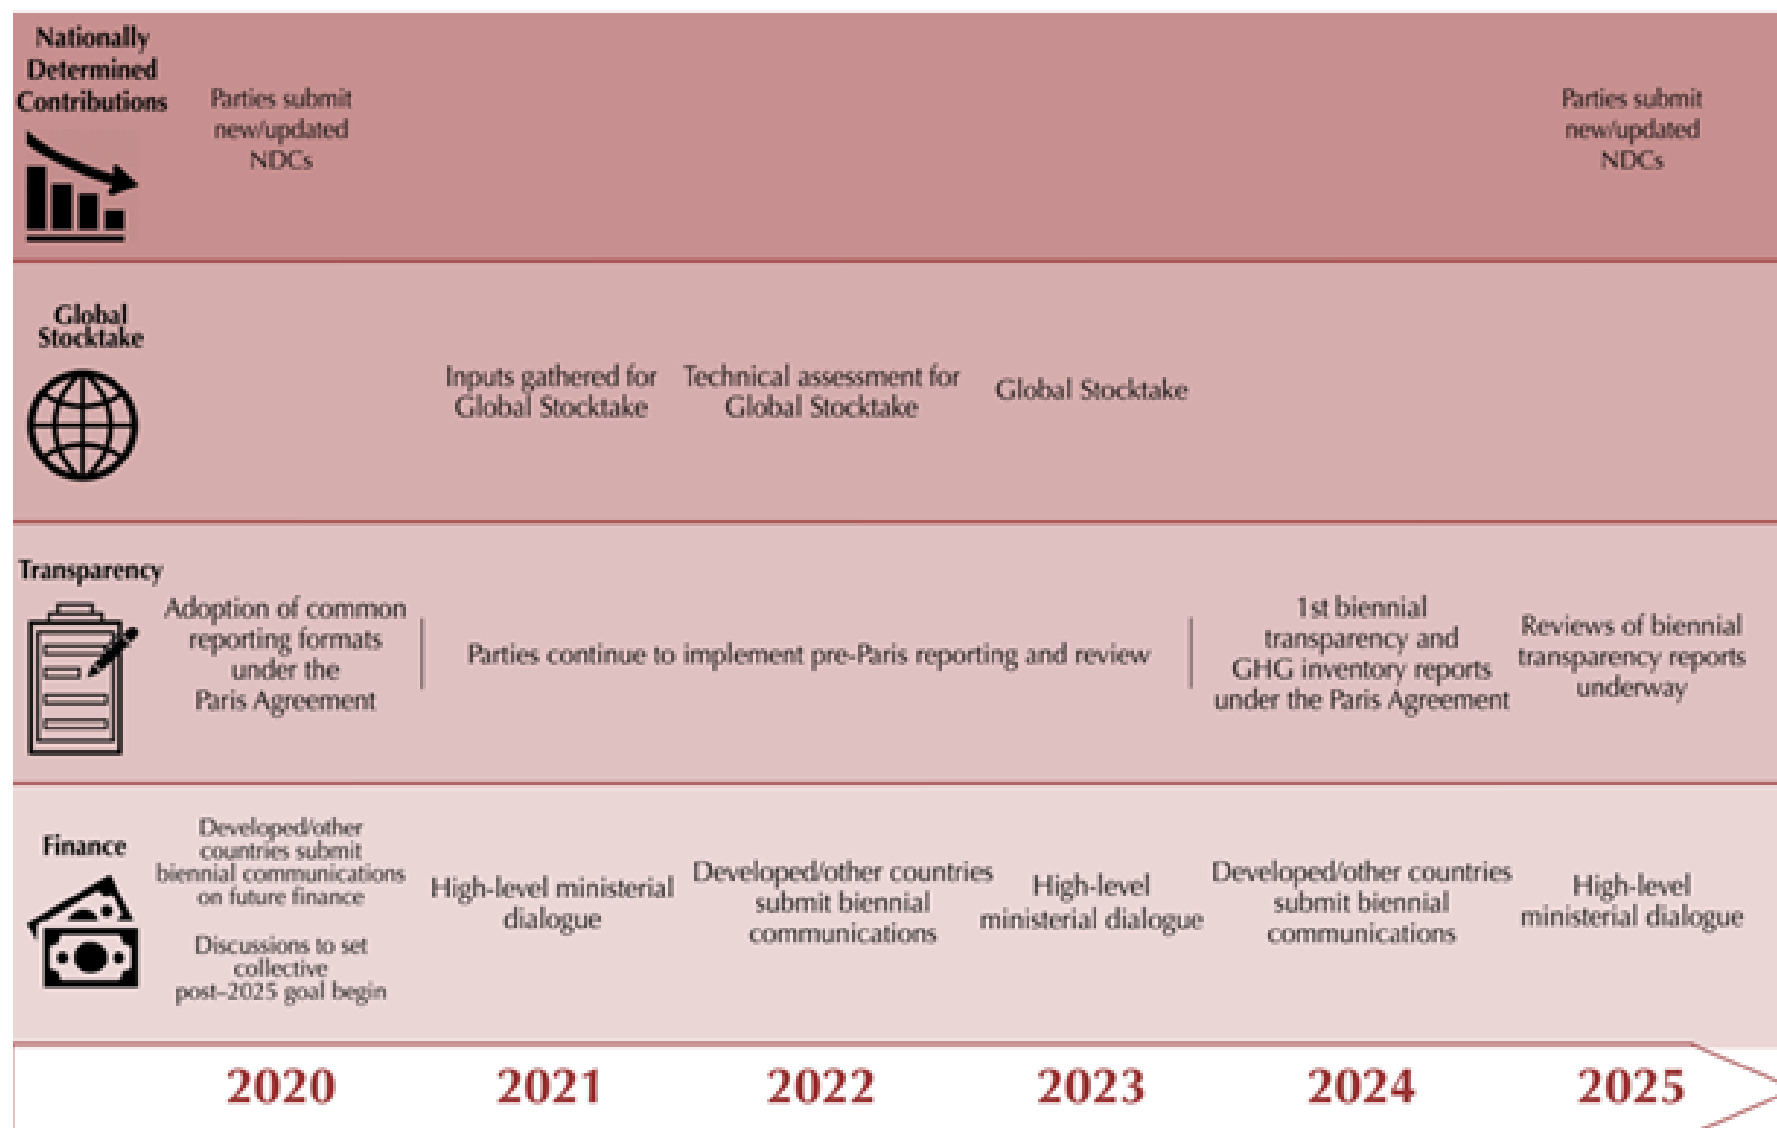 Nationally
Determined
Contributions
Parties submit
new/updated
NDCs
Parties submit
new/updated
NDCs
Global
Stocktake
Inputs gathered for
Global Stocktake
Technical assessment for
Global Stocktake
Global Stocktake
Transparency
Adoption of common
reporting formats
under the
Paris Agreement
Parties continue to implement pre-Paris reporting and review
1st biennial
transparency and
GHG inventory reports
under the Paris Agreement
Reviews of biennial
transparency reports
underway
Finance
Developed/other
countries submit
biennial communications
on future finance
Discussions to set
collective
post–2025 goal begin
High-level ministerial
dialogue
Developed/other countries
submit biennial
communications
High-level
ministerial dialogue
Developed/other countries
submit biennial
communications
High-level
ministerial dialogue
2020 2021 2022 2023 2024 2025